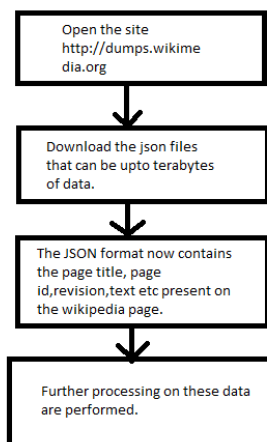 Open the site
http://dumps.wikime
dia.org
Download the json files
that can be upto terabytes
of data.
The JSON format now contains
the page title, page
id,revision,text etc present on
the wikipedia page.
Further processing on these data
are performed.